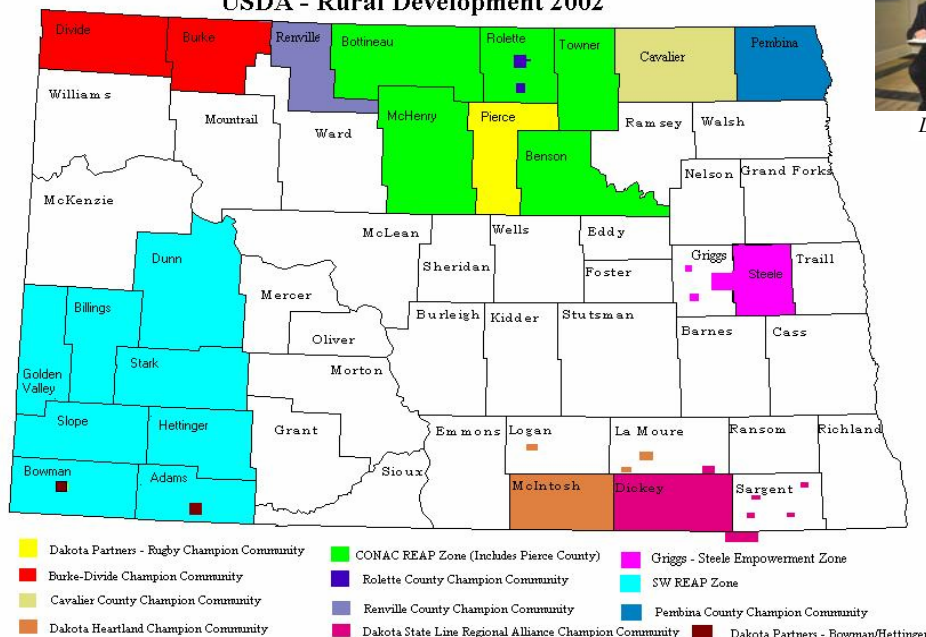 USDA - Rural Development 2002
Divide
Burke
Renville
Bottineau
Rolette
Towner
Cavalier
Pembina
Williams
Mountrail
Ward
McHenry
Pierce
Benson
Ramsey
Walsh
Nelson
Grand Forks
McKenzie
McLean
Sheridan
Wells
Eddy
Foster
Griggs
Steele
Traill
Dunn
Billings
Mercer
Oliver
Burleigh
Kidder
Stutsman
Barnes
Cass
Golden
Valley
Stark
Morton
Slope
Hettinger
Grant
Emmons
Logan
La Moure
Ransom
Richland
Bowman
Adams
Sioux
McIntosh
Dickey
Sargent
Dakota Partners - Rugby Champion Community
Burke-Divide Champion Community
Cavalier County Champion Community
Dakota Heartland Champion Community
CONAC REAP Zone (Includes Pierce County)
Rolette County Champion Community
Renville County Champion Community
Dakota State Line Regional Alliance Champion Community
Griggs - Steele Empowerment Zone
SW REAP Zone
Pembina County Champion Community
Dakota Partners - Bowman/Hettinger